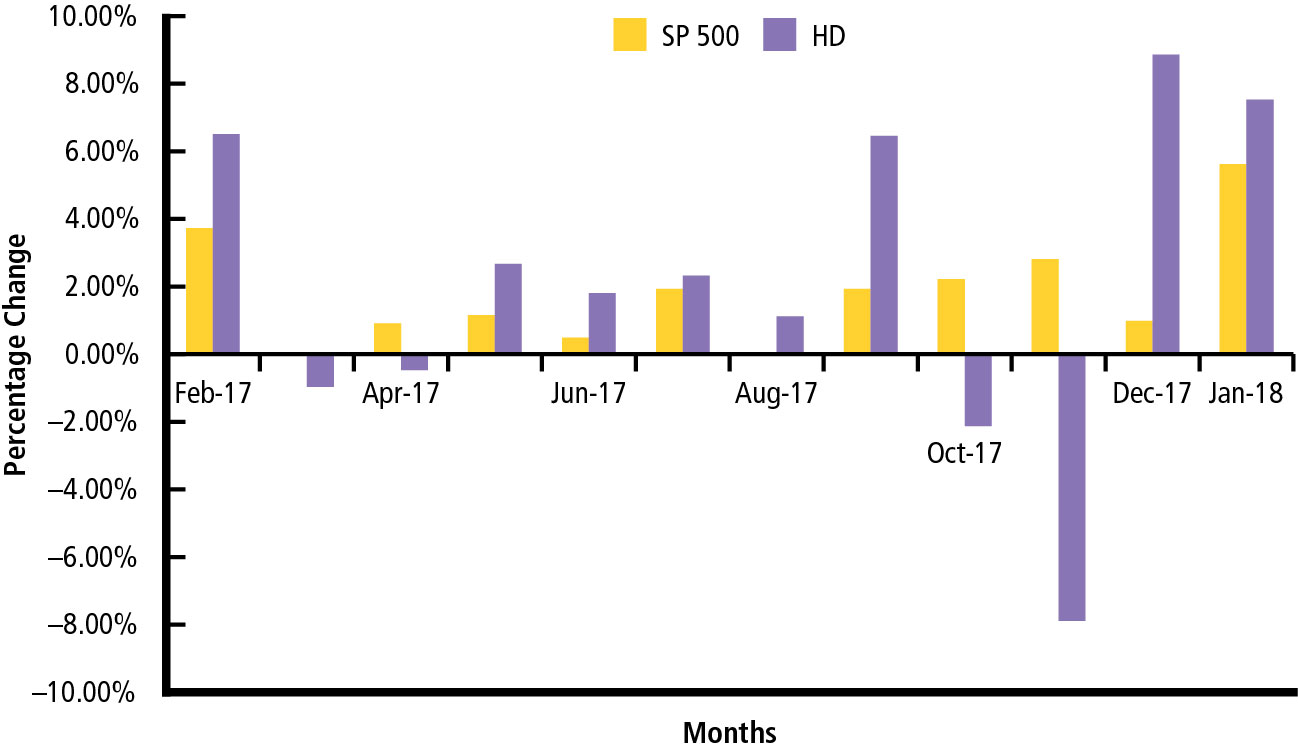 10.00%
SP 500 HD
8.00%
6.00%
4.00%
2.00%
0.00%
Feb-17 Apr-17 Jun-17 Aug-17 Dec-17 Jan-18
–2.00%
Oct-17
–4.00%
–6.00%
–8.00%
–10.00%
Percentage Change
Months